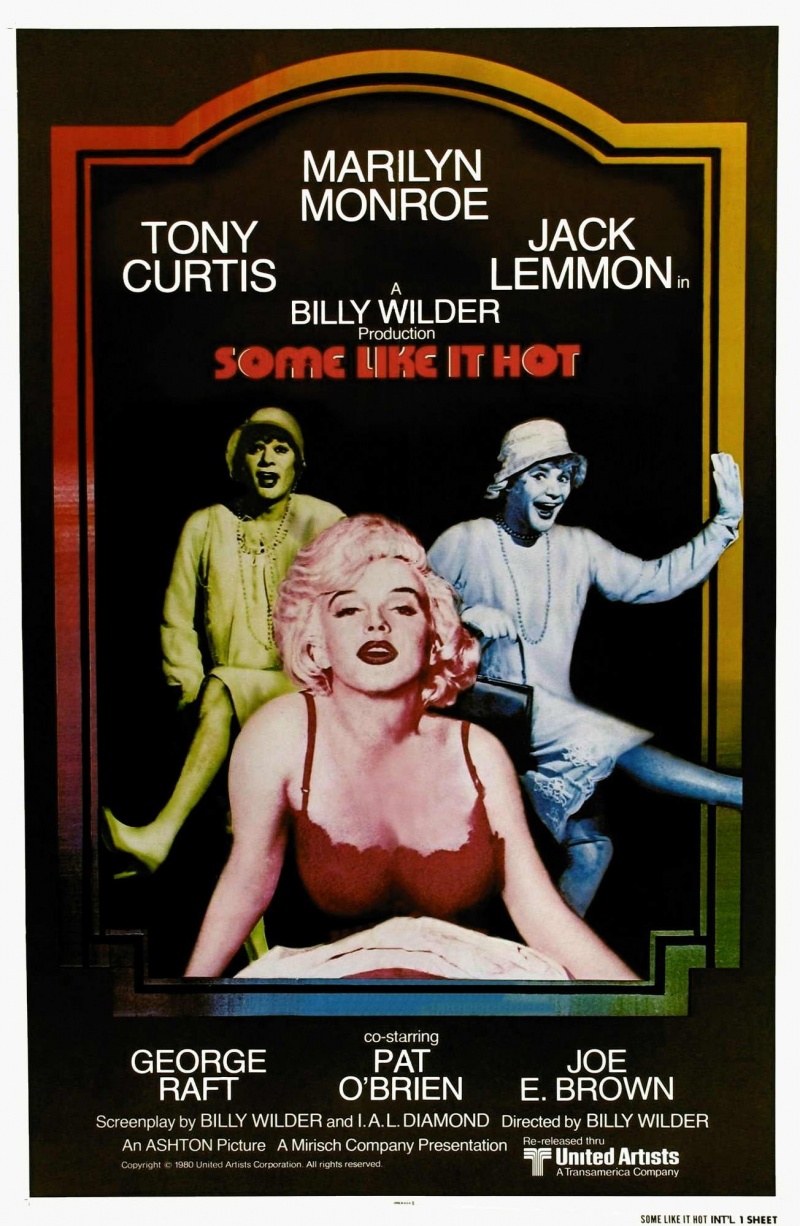 MARILYN
MONROE
TONY
CURTIS
JACK
LEMMON in
A
BILLY WILDER
Production
SOME LIKE IT HOT
co-starring
GEORGE
RAFT
PAT
O'BRIEN
JOE
E. BROWN
Screenplay by BILLY WILDER and I.A.L. DIAMOND Directed by BILLY WILDER
An ASHTON Picture A Mirisch Company Presentation
Re-released thru
United Artists
A Transamerica Company
Copyright © 1980 United Artists Corporation. All rights reserved.
SOME LIKE IT HOT INT'L 1 SHEET